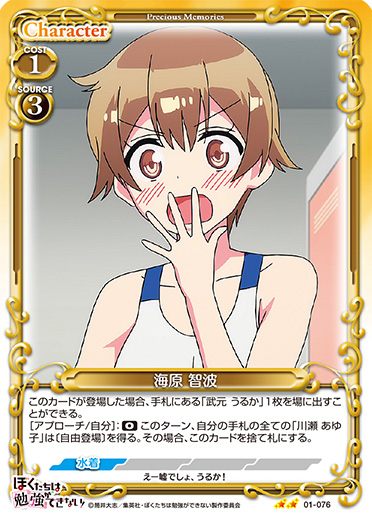 Precious Memories
Character
COST
1
SOURCE
3
海原 智波
このカードが登場した場合、手札にある「武元 うるか」1枚を場に出すこ
とができる。
[アプローチ/自分]:🔄このターン、自分の手札の全ての「川瀬 あゆ
子」は〔自由登場〕を得る。その場合、このカードを捨て札にする。
水着
えー嘘でしょ、うるか!
ぼくたちは
勉強ができない
©筒井大志/集英社・ぼくたちは勉強ができない製作委員会
01-076